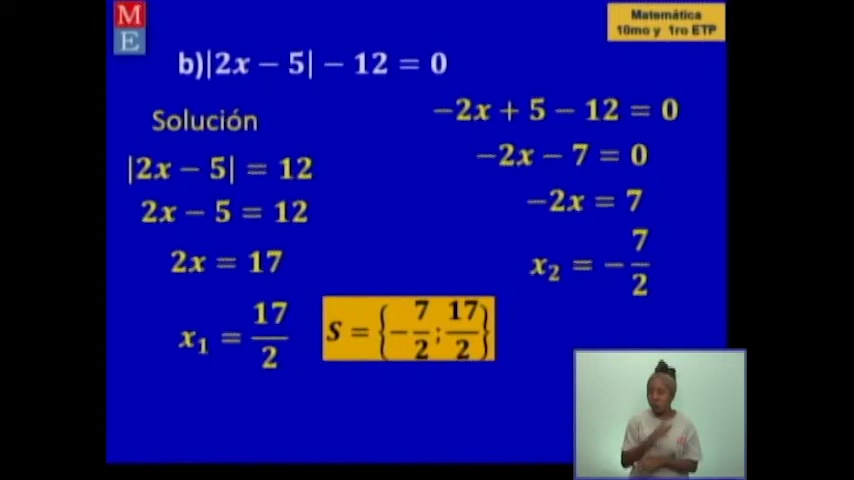 M
E
Matemática
10mo y 1ro ETP
b)|2x − 5| − 12 = 0
Solución
|2x − 5| = 12
2x − 5 = 12
2x = 17
x₁ = 17/2
−2x + 5 − 12 = 0
−2x − 7 = 0
−2x = 7
x₂ = −7/2
S = {−7/2; 17/2}